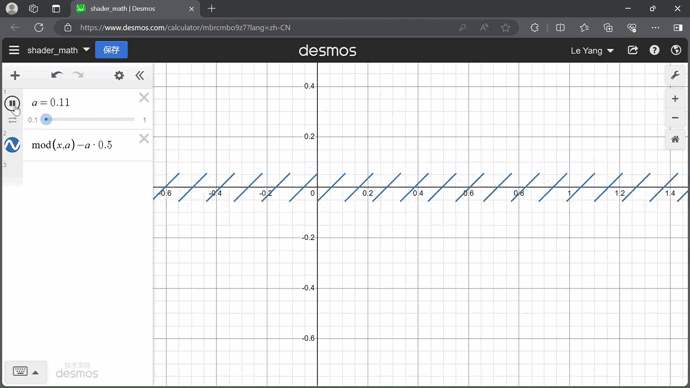 shader_math | Desmos
https://www.desmos.com/calculator/mbrcmbo9z7?lang=zh-CN
shader_math
保存
desmos
Le Yang
1
a = 0.11
0.1
1
2
mod(x,a)−a·0.5
3
0.4
0.2
-0.6
-0.4
-0.2
0
0.2
0.4
0.6
0.8
1
1.2
1.4
-0.2
-0.4
-0.6
技术支持
desmos